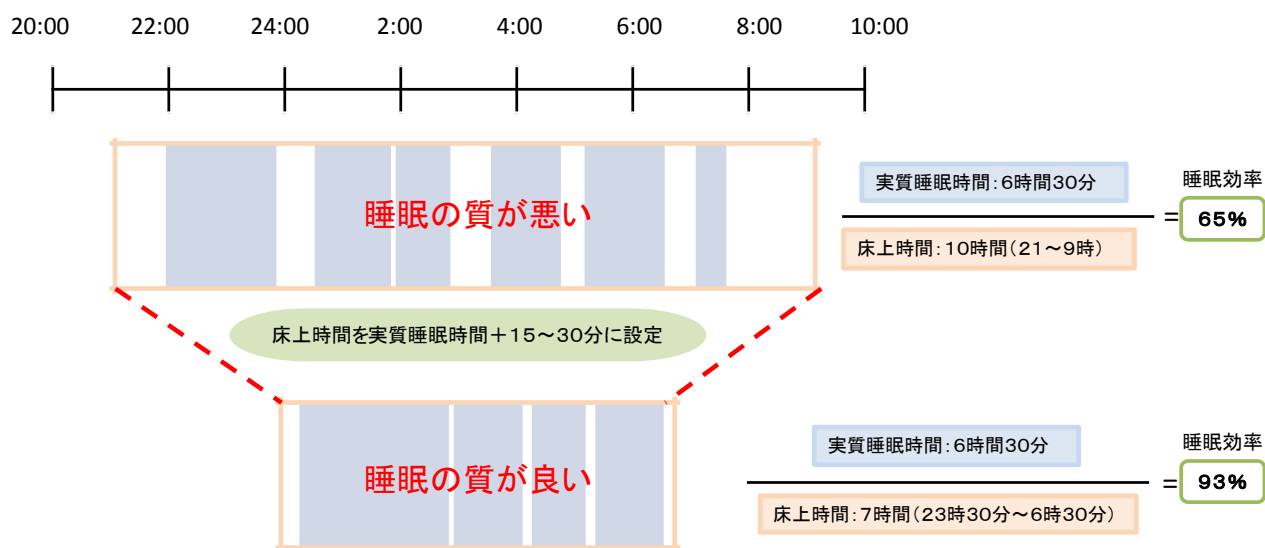 20:00 22:00 24:00 2:00 4:00 6:00 8:00 10:00
睡眠の質が悪い
実質睡眠時間:6時間30分
床上時間:10時間(21~9時)
=
睡眠効率
65%
床上時間を実質睡眠時間+15~30分に設定
睡眠の質が良い
実質睡眠時間:6時間30分
床上時間:7時間(23時30分~6時30分)
=
睡眠効率
93%